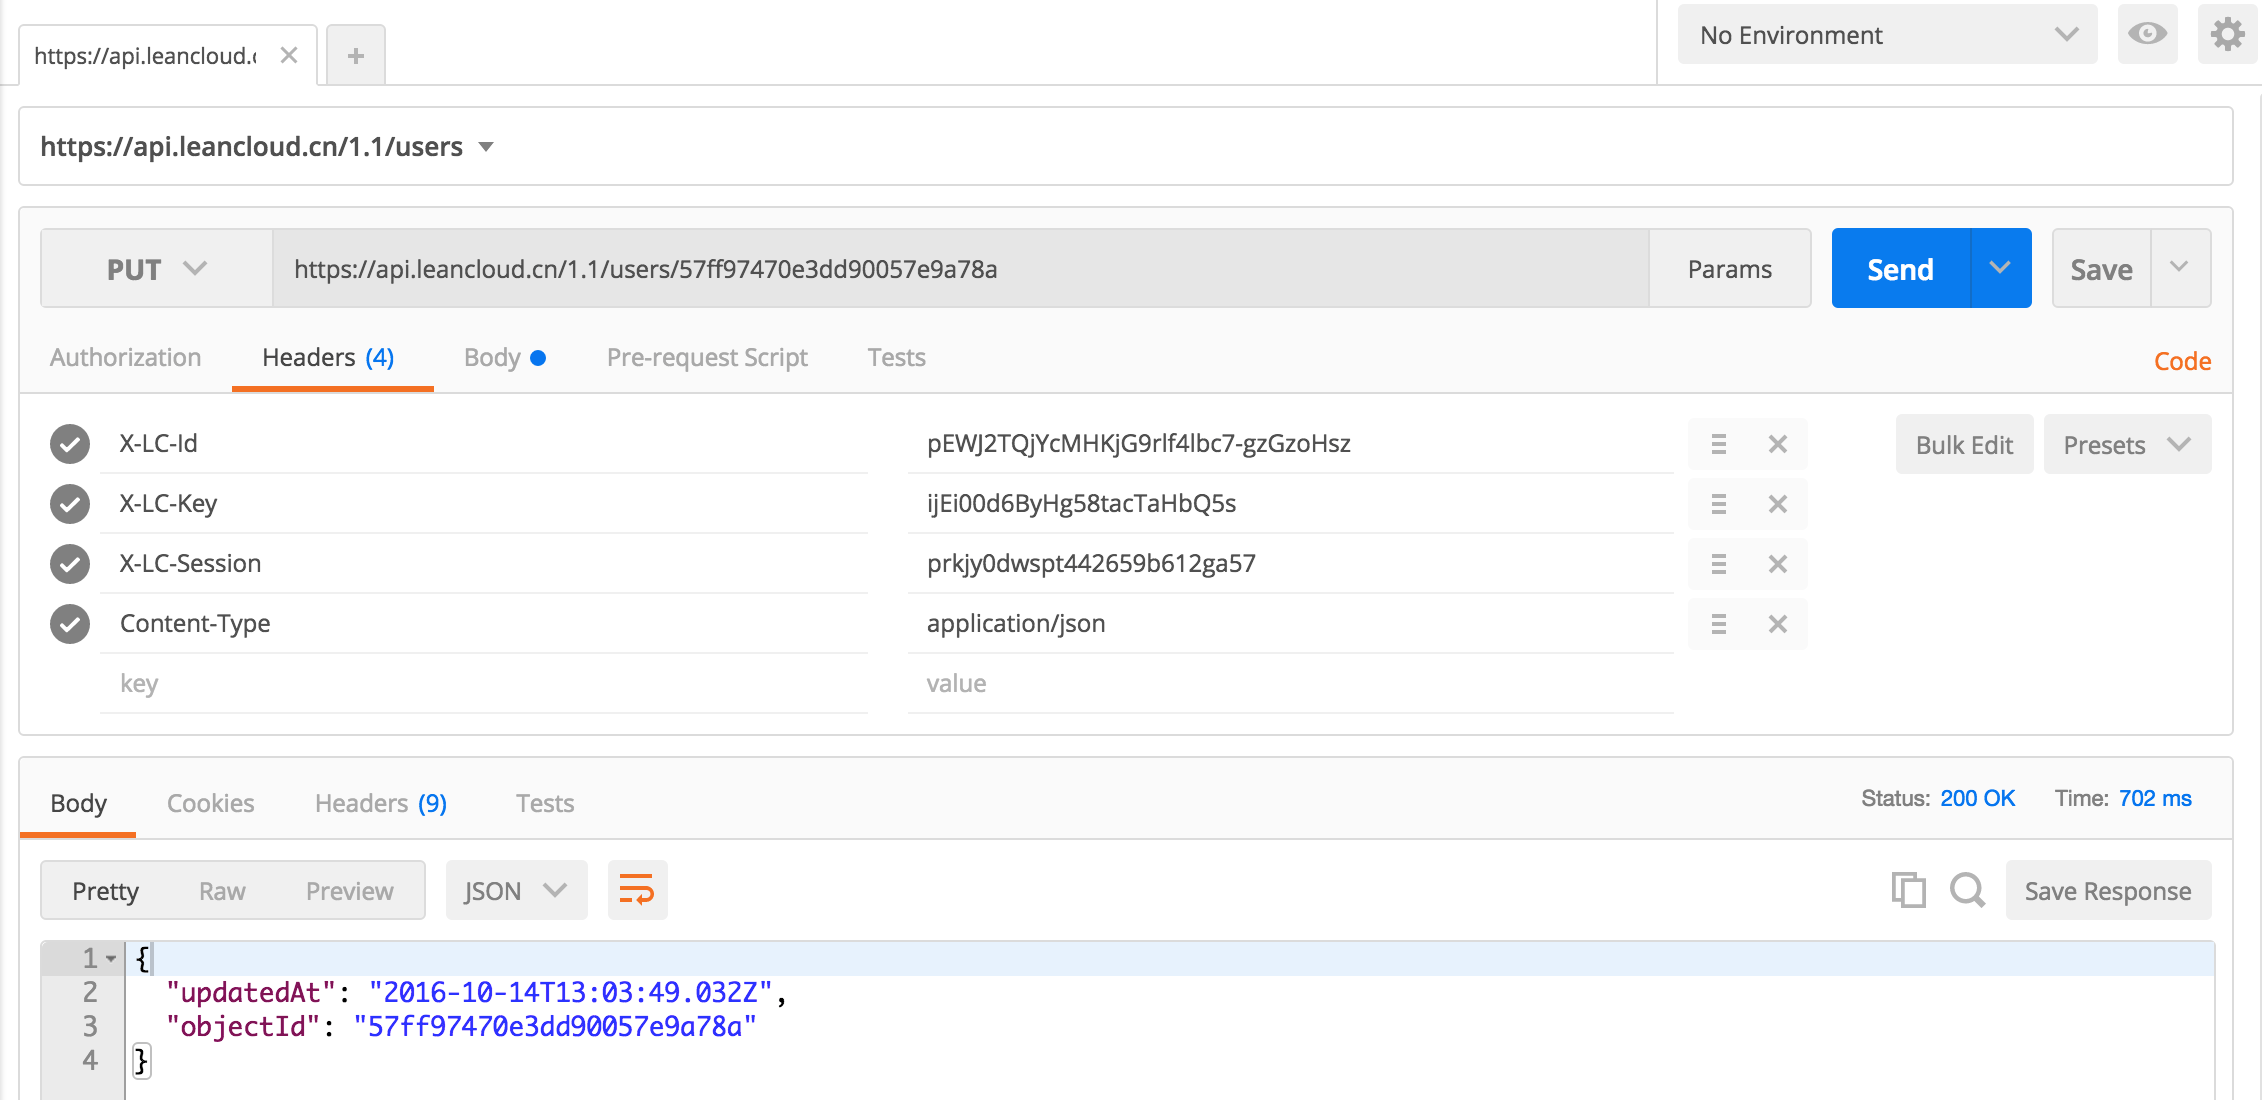 https://api.leancloud.c
No Environment
https://api.leancloud.cn/1.1/users
PUT https://api.leancloud.cn/1.1/users/57ff97470e3dd90057e9a78a Params Send Save
Authorization Headers (4) Body Pre-request Script Tests Code
X-LC-Id pEWJ2TQjYcMHKjG9rlf4lbc7-gzGzoHsz Bulk Edit Presets
X-LC-Key ijEi00d6ByHg58tacTaHbQ5s
X-LC-Session prkjy0dwspt442659b612ga57
Content-Type application/json
key value
Body Cookies Headers (9) Tests Status: 200 OK Time: 702 ms
Pretty Raw Preview JSON Save Response
1 {
2 "updatedAt": "2016-10-14T13:03:49.032Z",
3 "objectId": "57ff97470e3dd90057e9a78a"
4 }